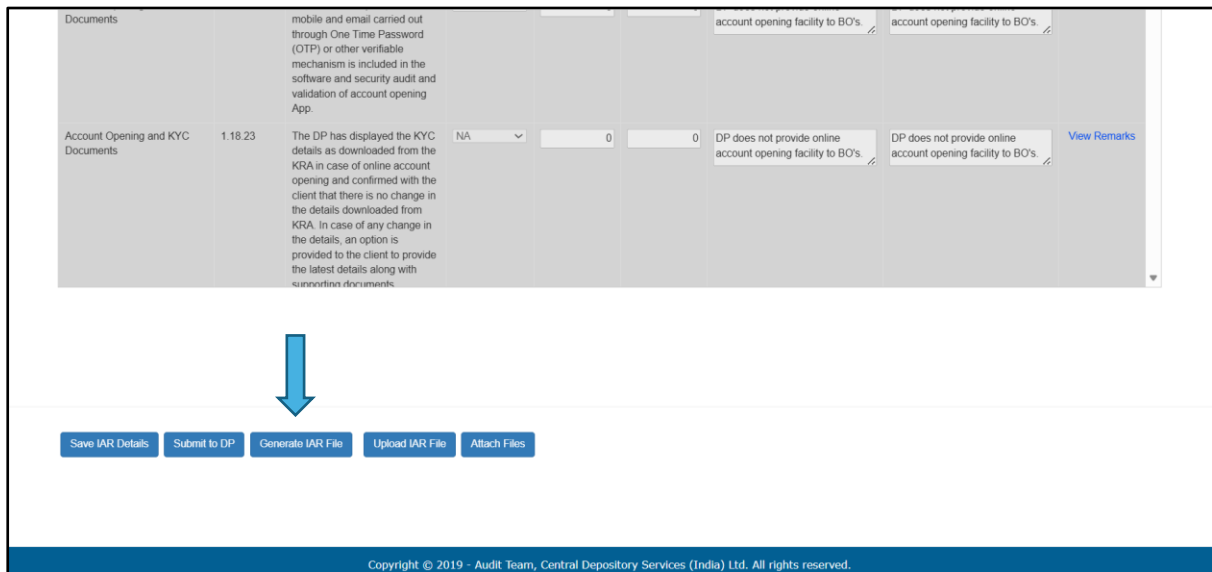 Documents
mobile and email carried out
through One Time Password
(OTP) or other verifiable
mechanism is included in the
software and security audit and
validation of account opening
App.
account opening facility to BO's.
account opening facility to BO's.
Account Opening and KYC
Documents
1.18.23
The DP has displayed the KYC
details as downloaded from the
KRA in case of online account
opening and confirmed with the
client that there is no change in
the details downloaded from
KRA. In case of any change in
the details, an option is
provided to the client to provide
the latest details along with
supporting documents
NA
0
0
DP does not provide online
account opening facility to BO's.
DP does not provide online
account opening facility to BO's.
View Remarks
Save IAR Details
Submit to DP
Generate IAR File
Upload IAR File
Attach Files
Copyright © 2019 - Audit Team, Central Depository Services (India) Ltd. All rights reserved.